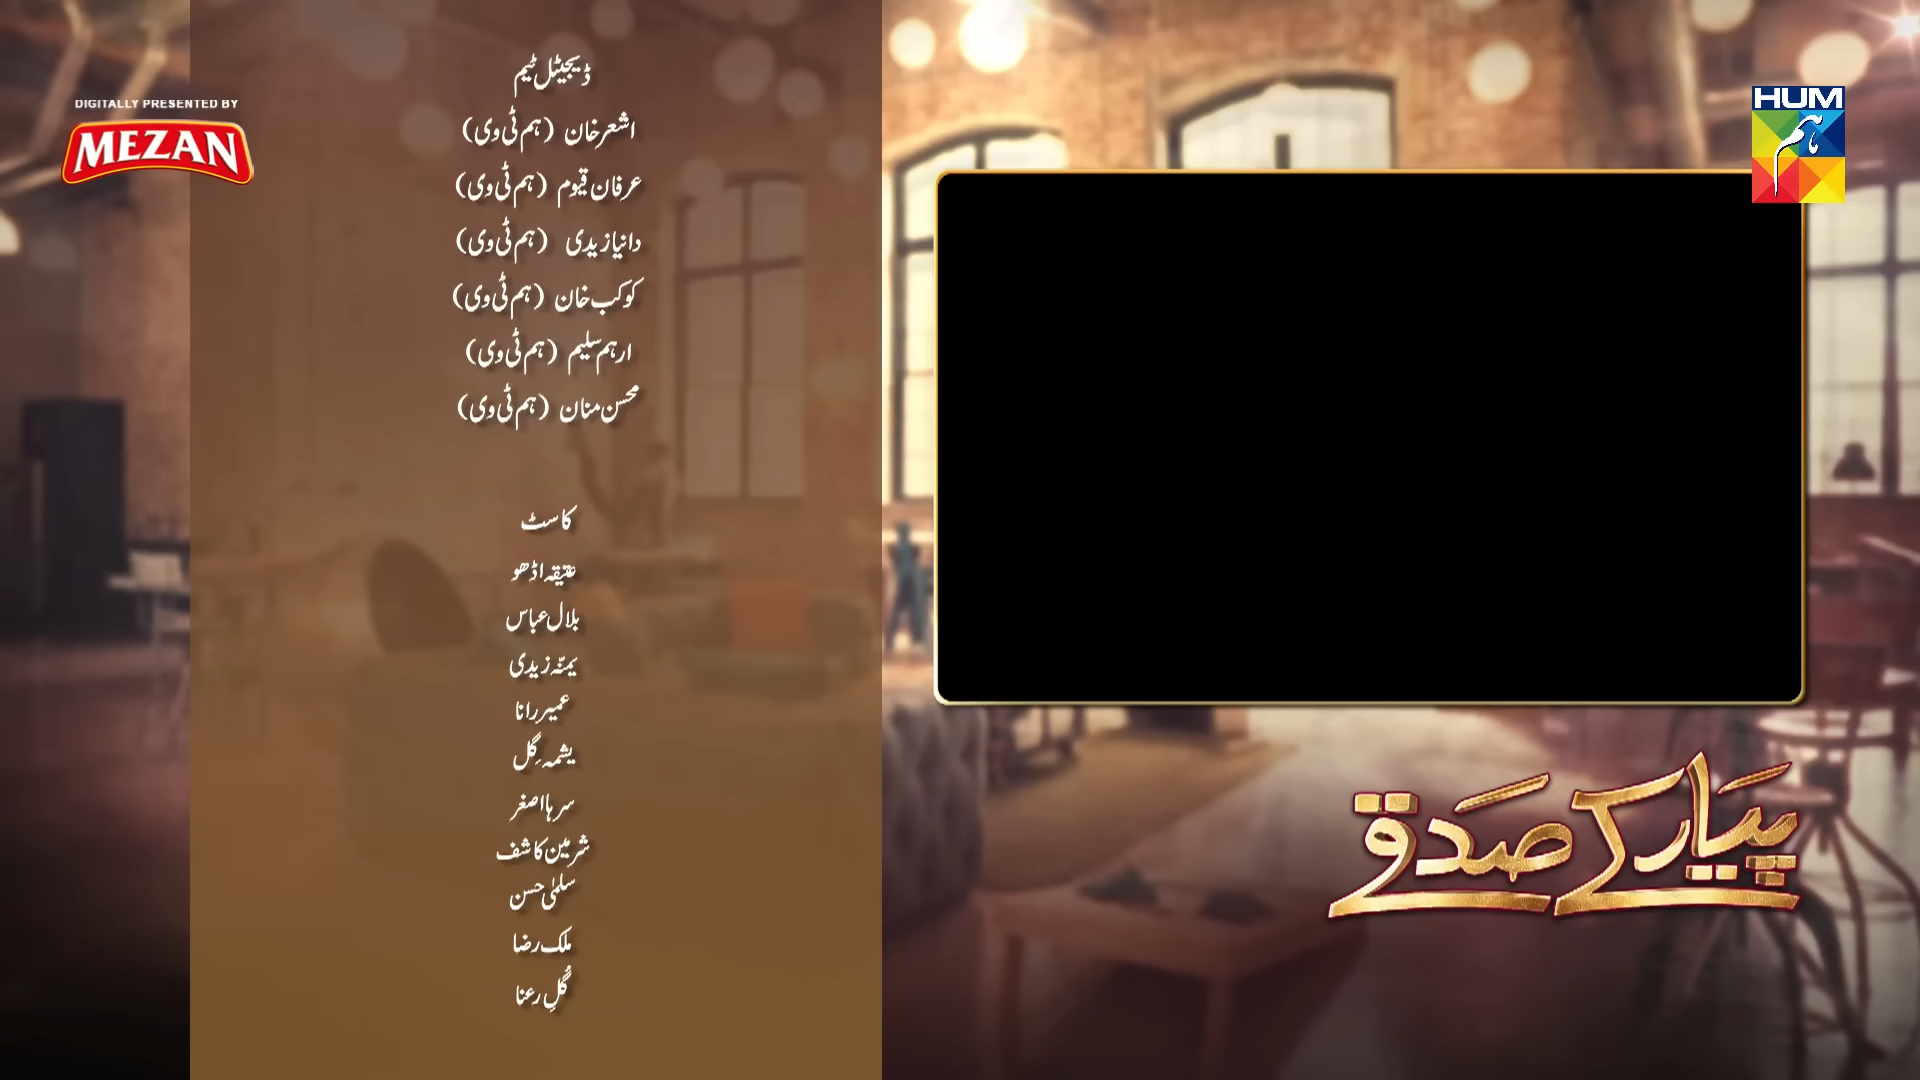 DIGITALLY PRESENTED BY
MEZAN
ڈیجیٹل ٹیم
اشعر خان (ہم ٹی وی)
عرفان قیوم (ہم ٹی وی)
دانیا زیدی (ہم ٹی وی)
کوکب خان (ہم ٹی وی)
ارہم سلیم (ہم ٹی وی)
محسن منان (ہم ٹی وی)
کاسٹ
عتیقہ اڈھو
بلال عباس
یمنٰہ زیدی
عمیر رانا
یشمہ گِل
سرہا اصغر
شرمین کاشف
سلمٰی حسن
ملک رضا
گُلِ رعنا
HUM
ہم
پیار کے صدقے